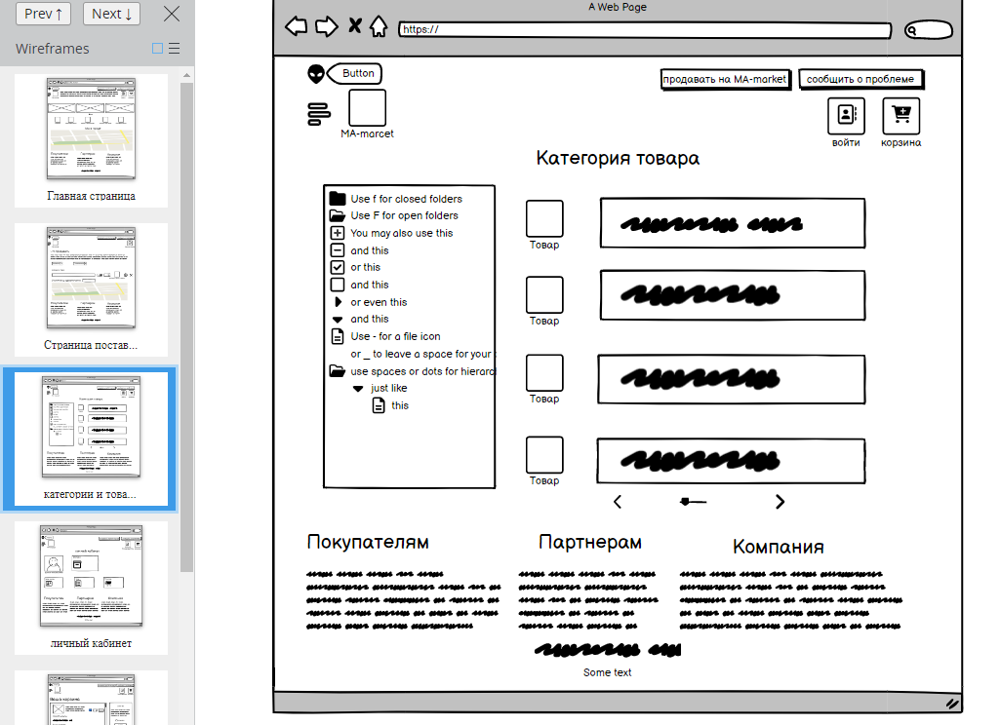 Prev ↑
Next ↓
Wireframes
Главная страница
Страница постав...
категории и това...
личный кабинет
A Web Page
https://
Button
продавать на MA-market
сообщить о проблеме
MA-marcet
войти
корзина
Категория товара
Use f for closed folders
Use F for open folders
You may also use this
and this
or this
and this
or even this
and this
Use - for a file icon
or _ to leave a space for your
use spaces or dots for hierarch
just like
this
Товар
Товар
Товар
Товар
Покупателям
Партнерам
Компания
Some text